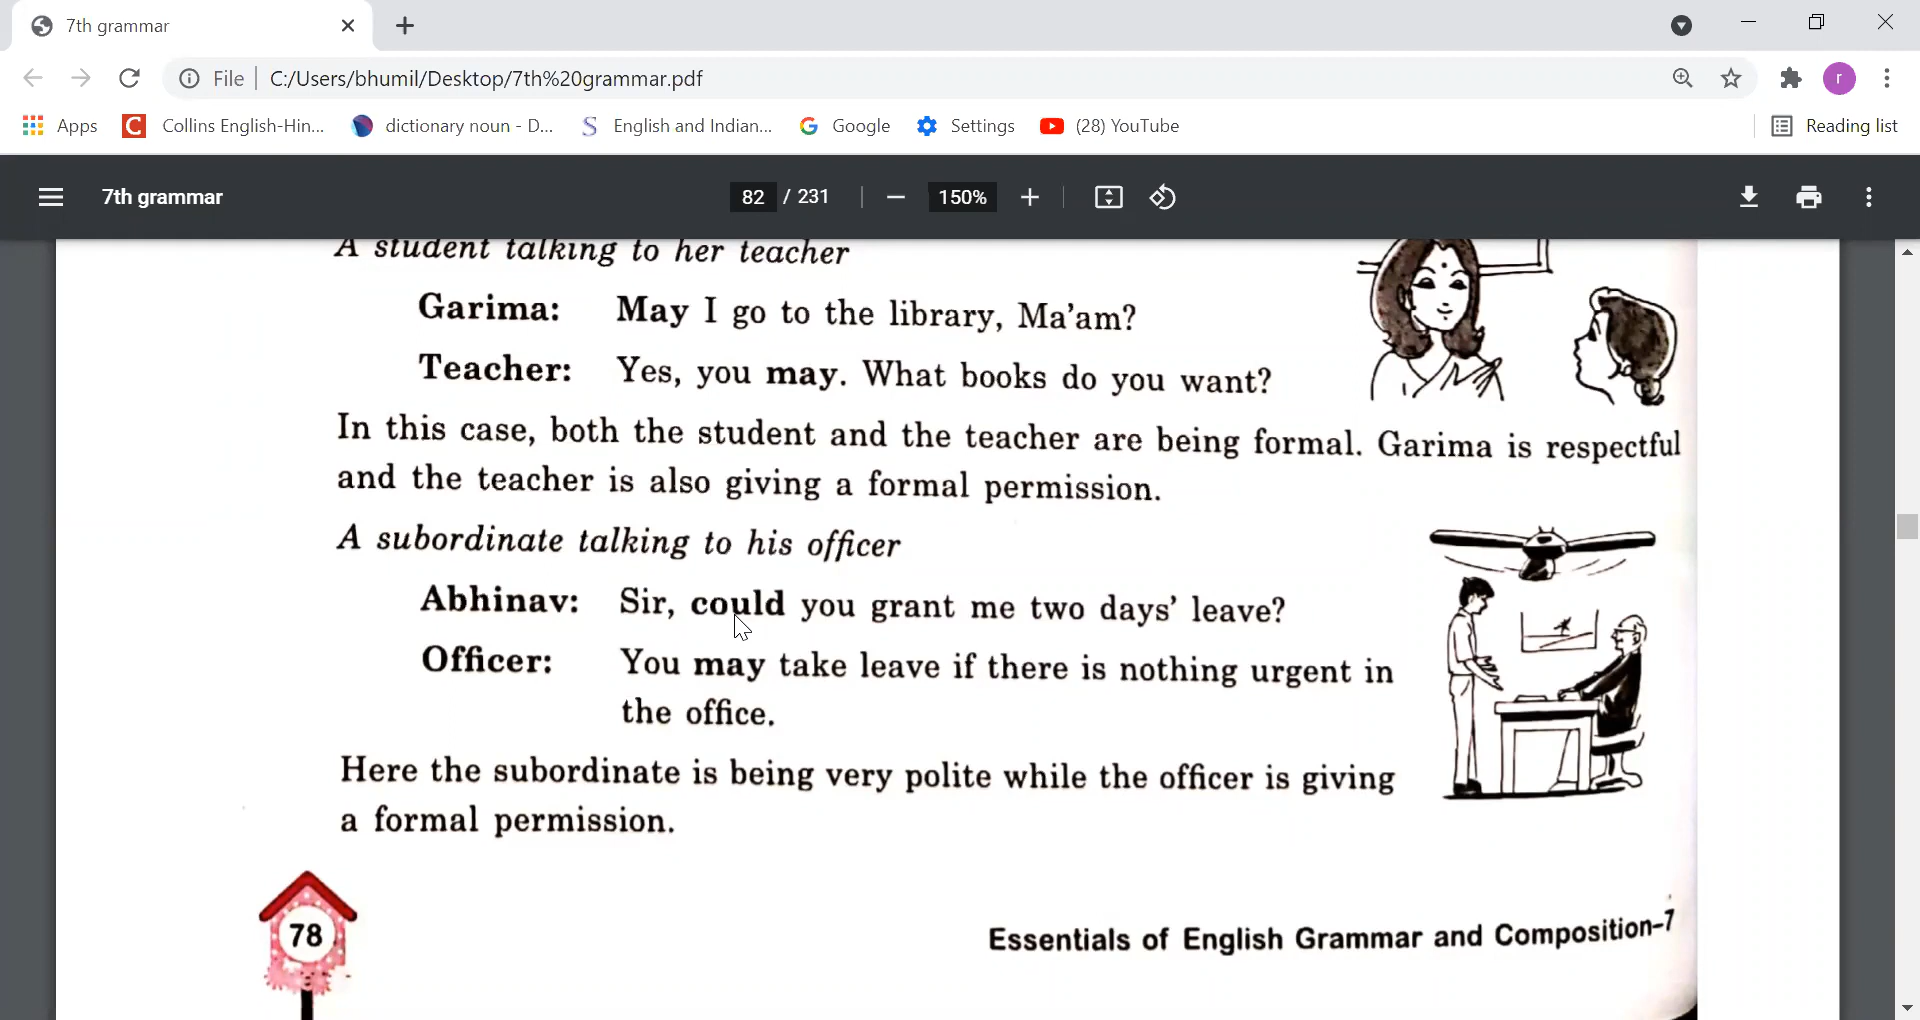 7th grammar
File
C:/Users/bhumil/Desktop/7th%20grammar.pdf
r
Apps
Collins English-Hin...
dictionary noun - D...
English and Indian...
Google
Settings
(28) YouTube
Reading list
7th grammar
82 / 231
150%
A student talking to her teacher
Garima: May I go to the library, Ma'am?
Teacher: Yes, you may. What books do you want?
In this case, both the student and the teacher are being formal. Garima is respectful
and the teacher is also giving a formal permission.
A subordinate talking to his officer
Abhinav: Sir, could you grant me two days' leave?
Officer: You may take leave if there is nothing urgent in
the office.
Here the subordinate is being very polite while the officer is giving
a formal permission.
78
Essentials of English Grammar and Composition-7